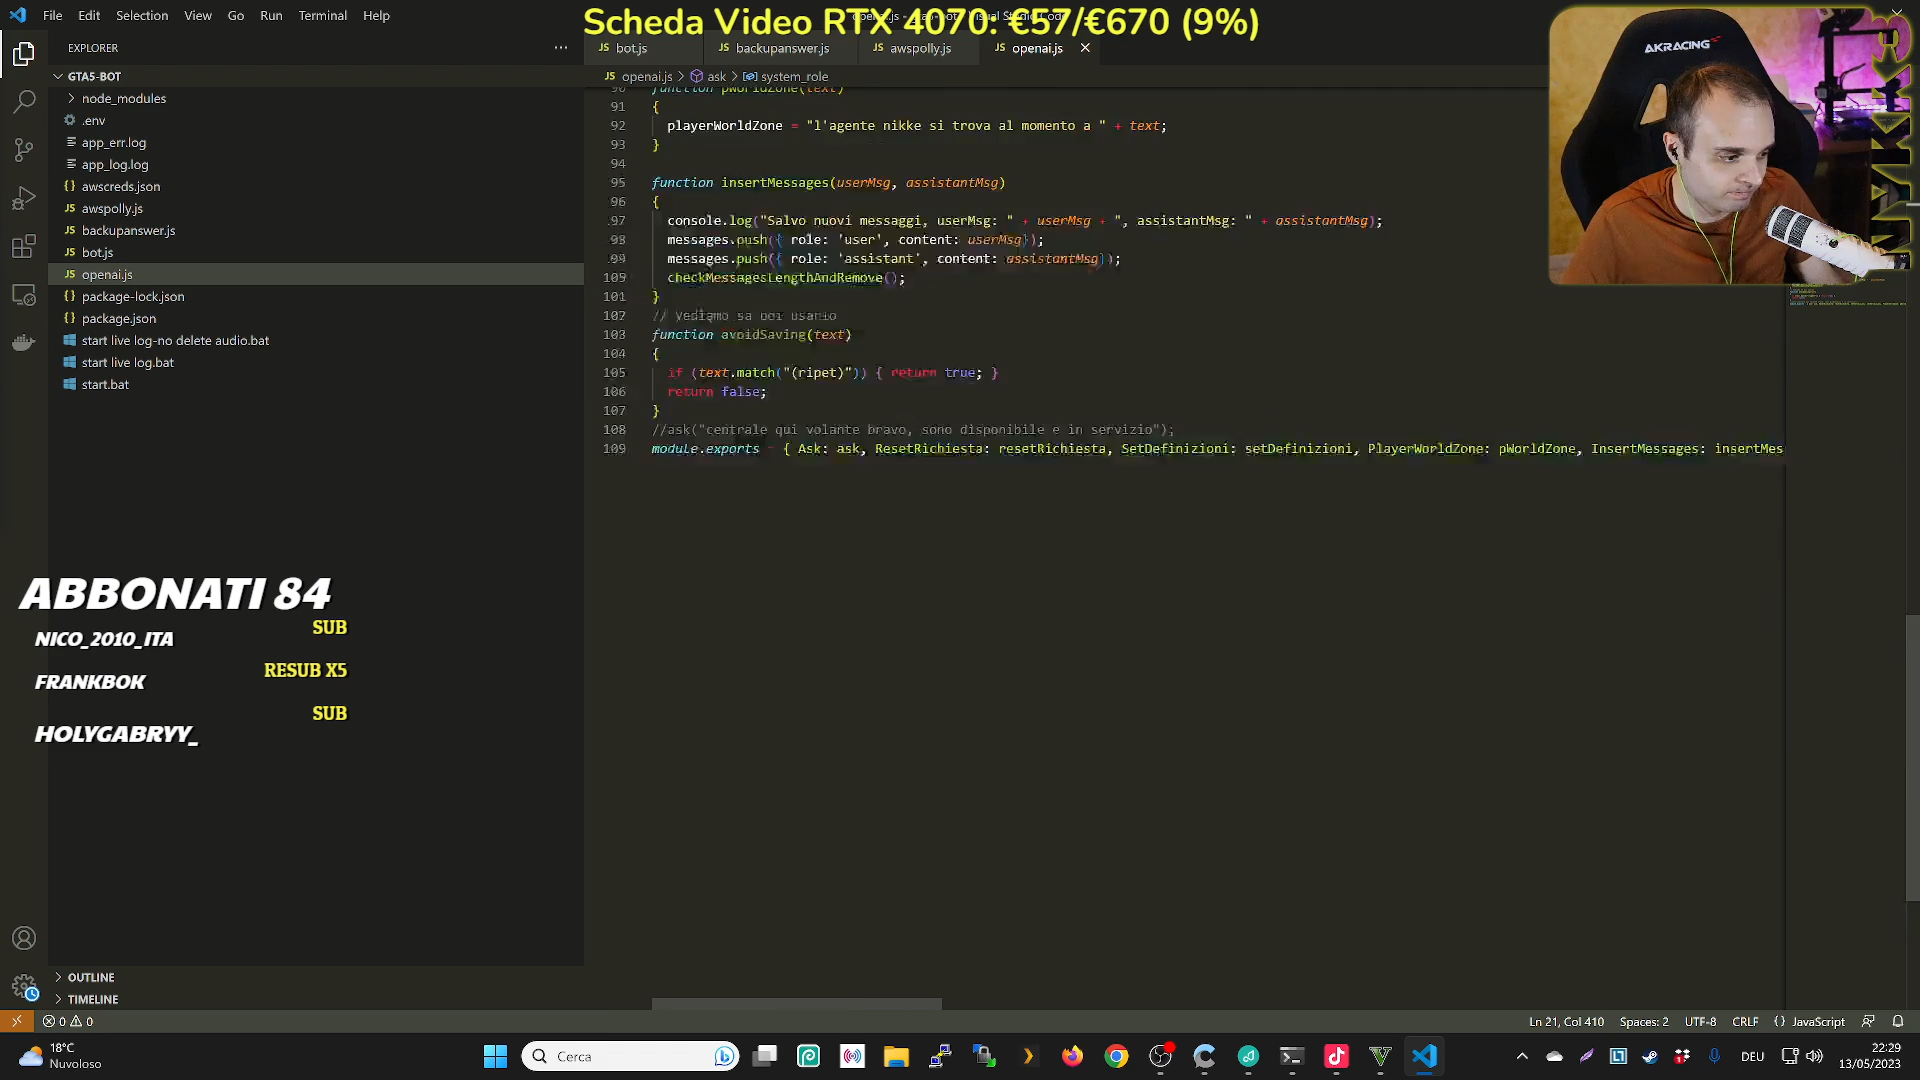 File Edit Selection View Go Run Terminal Help
Scheda Video RTX 4070: €57/€670 (9%)
AKRACING
EXPLORER
bot.js backupanswer.js awspolly.js openai.js
GTA5-BOT
openai.js > ask > system_role
node_modules
.env
app_err.log
app_log.log
awscreds.json
awspolly.js
backupanswer.js
bot.js
openai.js
package-lock.json
package.json
start live log-no delete audio.bat
start live log.bat
start.bat
function pWorldZone(text)
91 {
92 playerWorldZone = "l'agente nikke si trova al momento a " + text;
93 }
94
95 function insertMessages(userMsg, assistantMsg)
96 {
97 console.log("Salvo nuovi messaggi, userMsg: " + userMsg + ", assistantMsg: " + assistantMsg);
messages.push({ role: 'user', content: userMsg});
messages.push({ role: 'assistant', content: assistantMsg});
checkMessagesLengthAndRemove();
101 }
102 //
103 function avoidSaving(text)
104 {
105 if (text.match("(ripet)")) { return true; }
106 return false;
107 }
108 //ask("centrale qui volante bravo, sono disponibile e in servizio");
109 module.exports = { Ask: ask, ResetRichiesta: resetRichiesta, SetDefinizioni: setDefinizioni, PlayerWorldZone: pWorldZone, InsertMessages: insertMes
ABBONATI 84
SUB
NICO_2010_ITA
RESUB X5
FRANKBOK
SUB
HOLYGABRYY_
OUTLINE
TIMELINE
0 0
Ln 21, Col 410 Spaces: 2 UTF-8 CRLF {} JavaScript
18°C
Nuvoloso
Cerca
DEU
22:29
13/05/2023